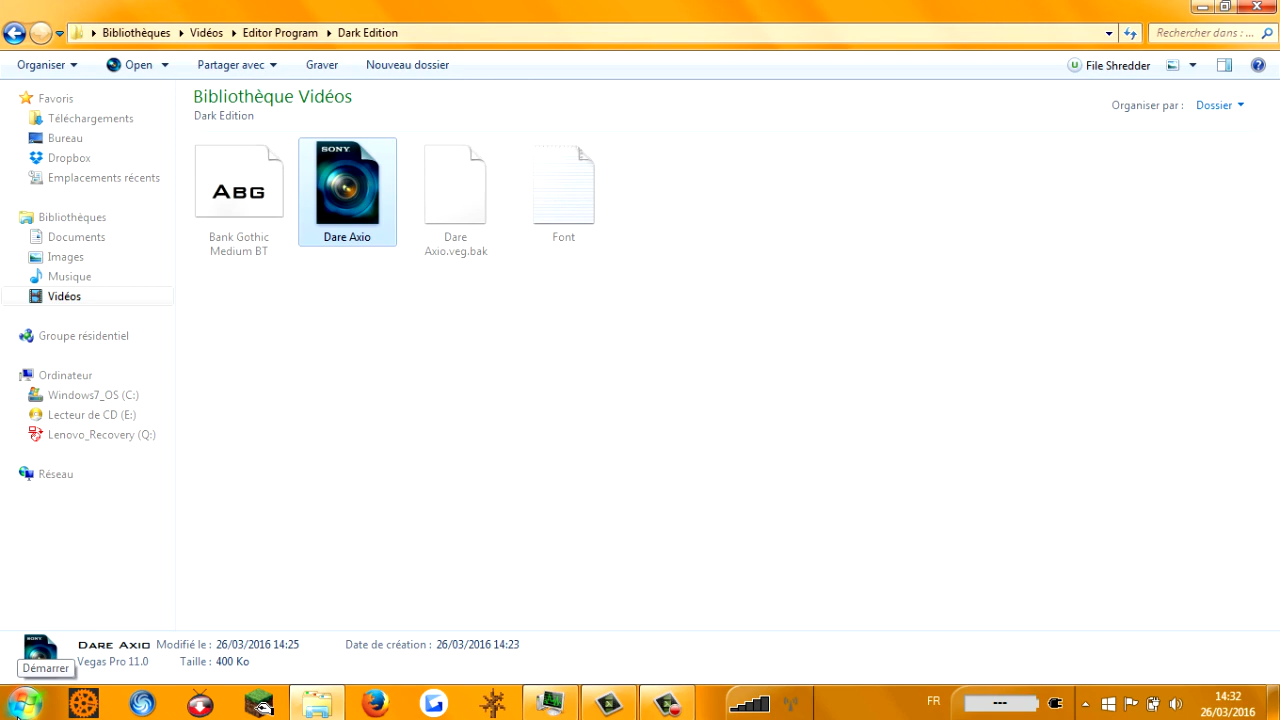 Bibliothèques Vidéos Editor Program Dark Edition
Rechercher dans : ...
Organiser Open Partager avec Graver Nouveau dossier
File Shredder
Favoris
Téléchargements
Bureau
Dropbox
Emplacements récents
Bibliothèques
Documents
Images
Musique
Vidéos
Groupe résidentiel
Ordinateur
Windows7_OS (C:)
Lecteur de CD (E:)
Lenovo_Recovery (Q:)
Réseau
Bibliothèque Vidéos
Dark Edition
Organiser par : Dossier
ABG
Bank Gothic
Medium BT
SONY
Dare Axio
Dare
Axio.veg.bak
Font
SONY
DARE AXIO Modifié le : 26/03/2016 14:25 Date de création : 26/03/2016 14:23
Vegas Pro 11.0 Taille : 400 Ko
Démarrer
FR
---
14:32
26/03/2016